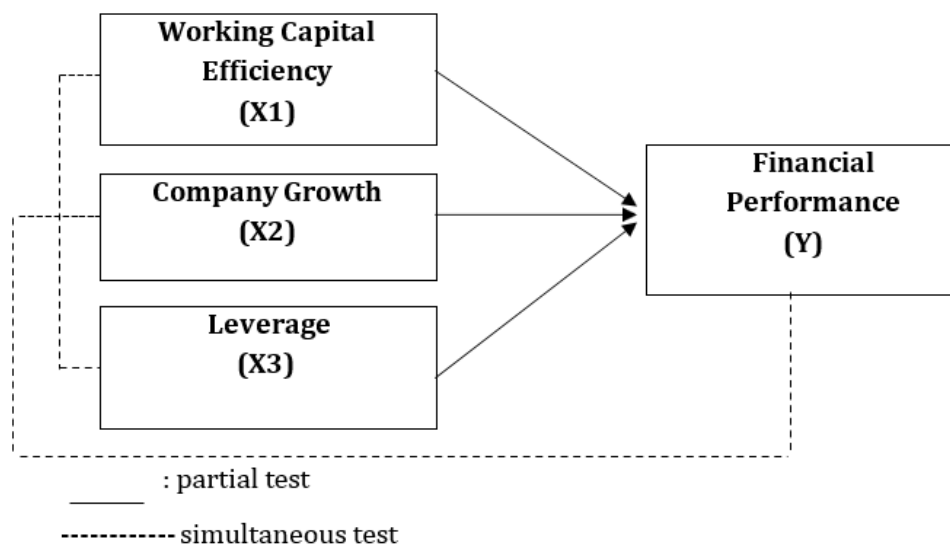 Working Capital
Efficiency
(X1)
Company Growth
(X2)
Leverage
(X3)
Financial
Performance
(Y)
: partial test
simultaneous test